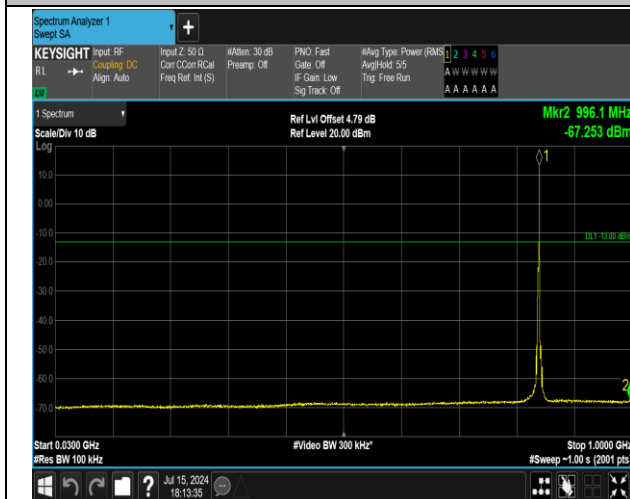 Spectrum Analyzer 1
Swept SA
+
KEYSIGHT
RL
LXI
Input: RF
Coupling: DC
Align: Auto
Input Z: 50 Ω
Corr CCorr RCal
Freq Ref: Int (S)
#Atten: 30 dB
Preamp: Off
PNO: Fast
Gate: Off
IF Gain: Low
Sig Track: Off
#Avg Type: Power (RMS
Avg|Hold: 5/5
Trig: Free Run
1 2 3 4 5 6
A W W W W W
A A A A A A
1 Spectrum
Scale/Div 10 dB
Log
Ref Lvl Offset 4.79 dB
Ref Level 20.00 dBm
Mkr2 996.1 MHz
-67.253 dBm
1
10.0
0.00
-10.0
DL1 -13.00 dBm
-20.0
-30.0
-40.0
-50.0
-60.0
2
-70.0
Start 0.0300 GHz
#Res BW 100 kHz
#Video BW 300 kHz*
Stop 1.0000 GHz
#Sweep ~1.00 s (2001 pts
?
Jul 15, 2024
18:13:35